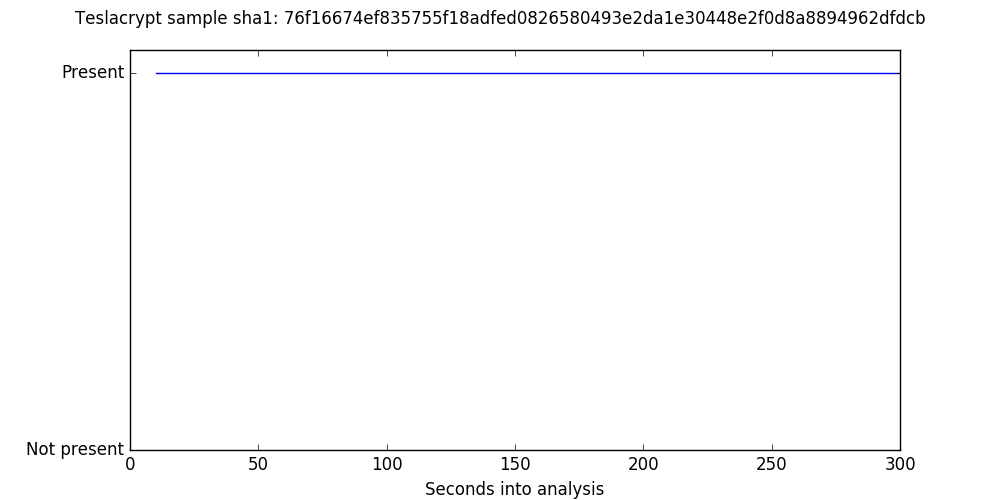 Teslacrypt sample sha1: 76f16674ef835755f18adfed0826580493e2da1e30448e2f0d8a8894962dfdcb
Present
Not present
0 50 100 150 200 250 300
Seconds into analysis